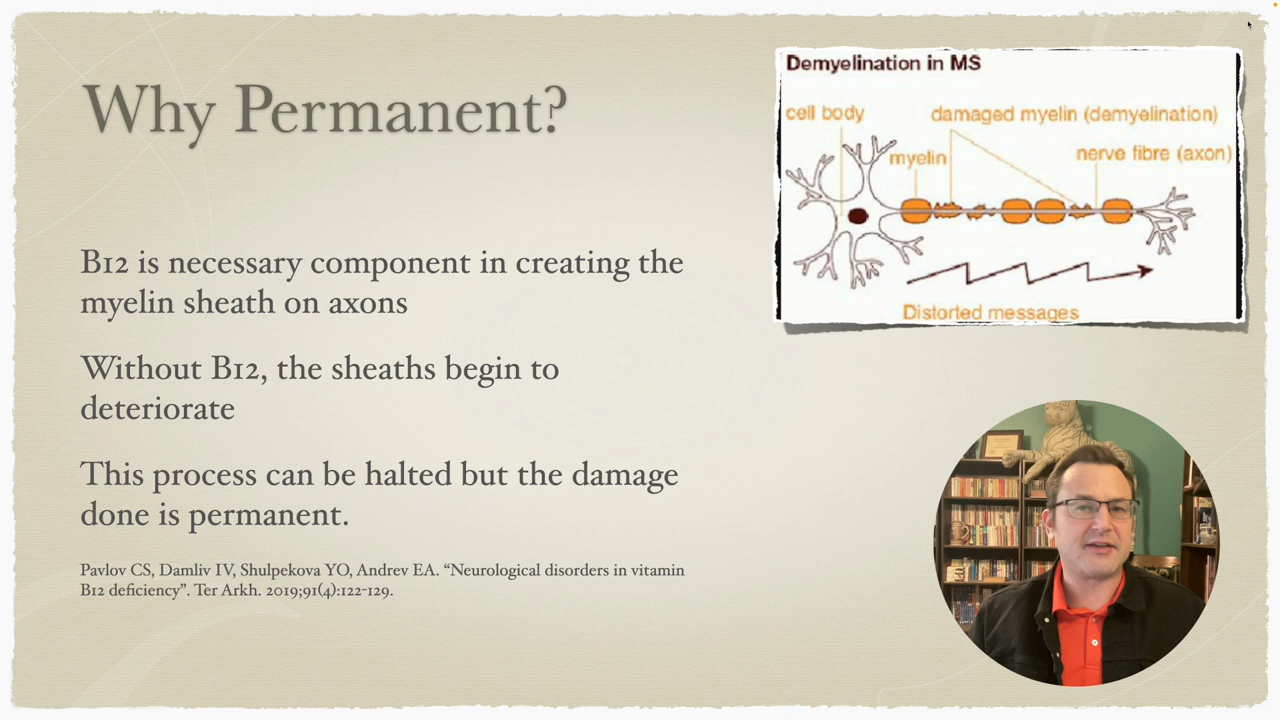 Why Permanent?
B12 is necessary component in creating the
myelin sheath on axons
Without B12, the sheaths begin to
deteriorate
This process can be halted but the damage
done is permanent.
Pavlov CS, Damliv IV, Shulpekova YO, Andrev EA. “Neurological disorders in vitamin
B12 deficiency”. Ter Arkh. 2019;91(4):122-129.
Demyelination in MS
cell body
damaged myelin (demyelination)
myelin
nerve fibre (axon)
Distorted messages